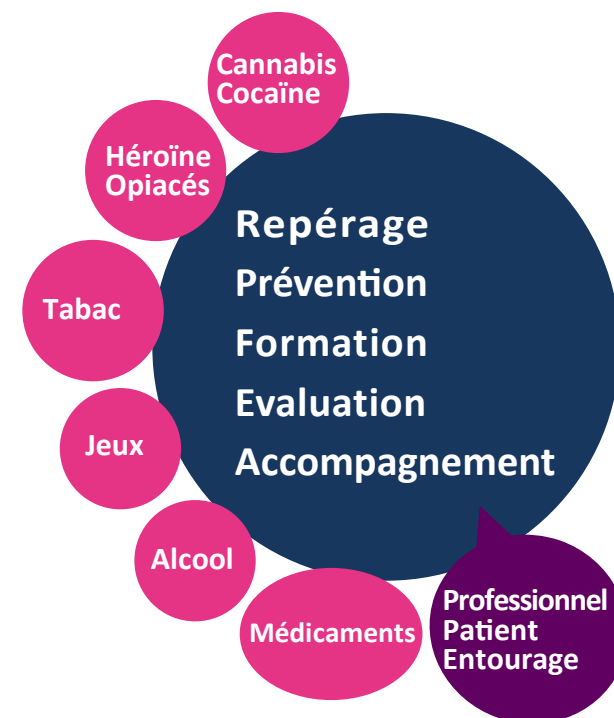 Cannabis
Cocaïne
Héroïne
Opiacés
Tabac
Jeux
Alcool
Médicaments
Repérage
Prévention
Formation
Evaluation
Accompagnement
Professionnel
Patient
Entourage